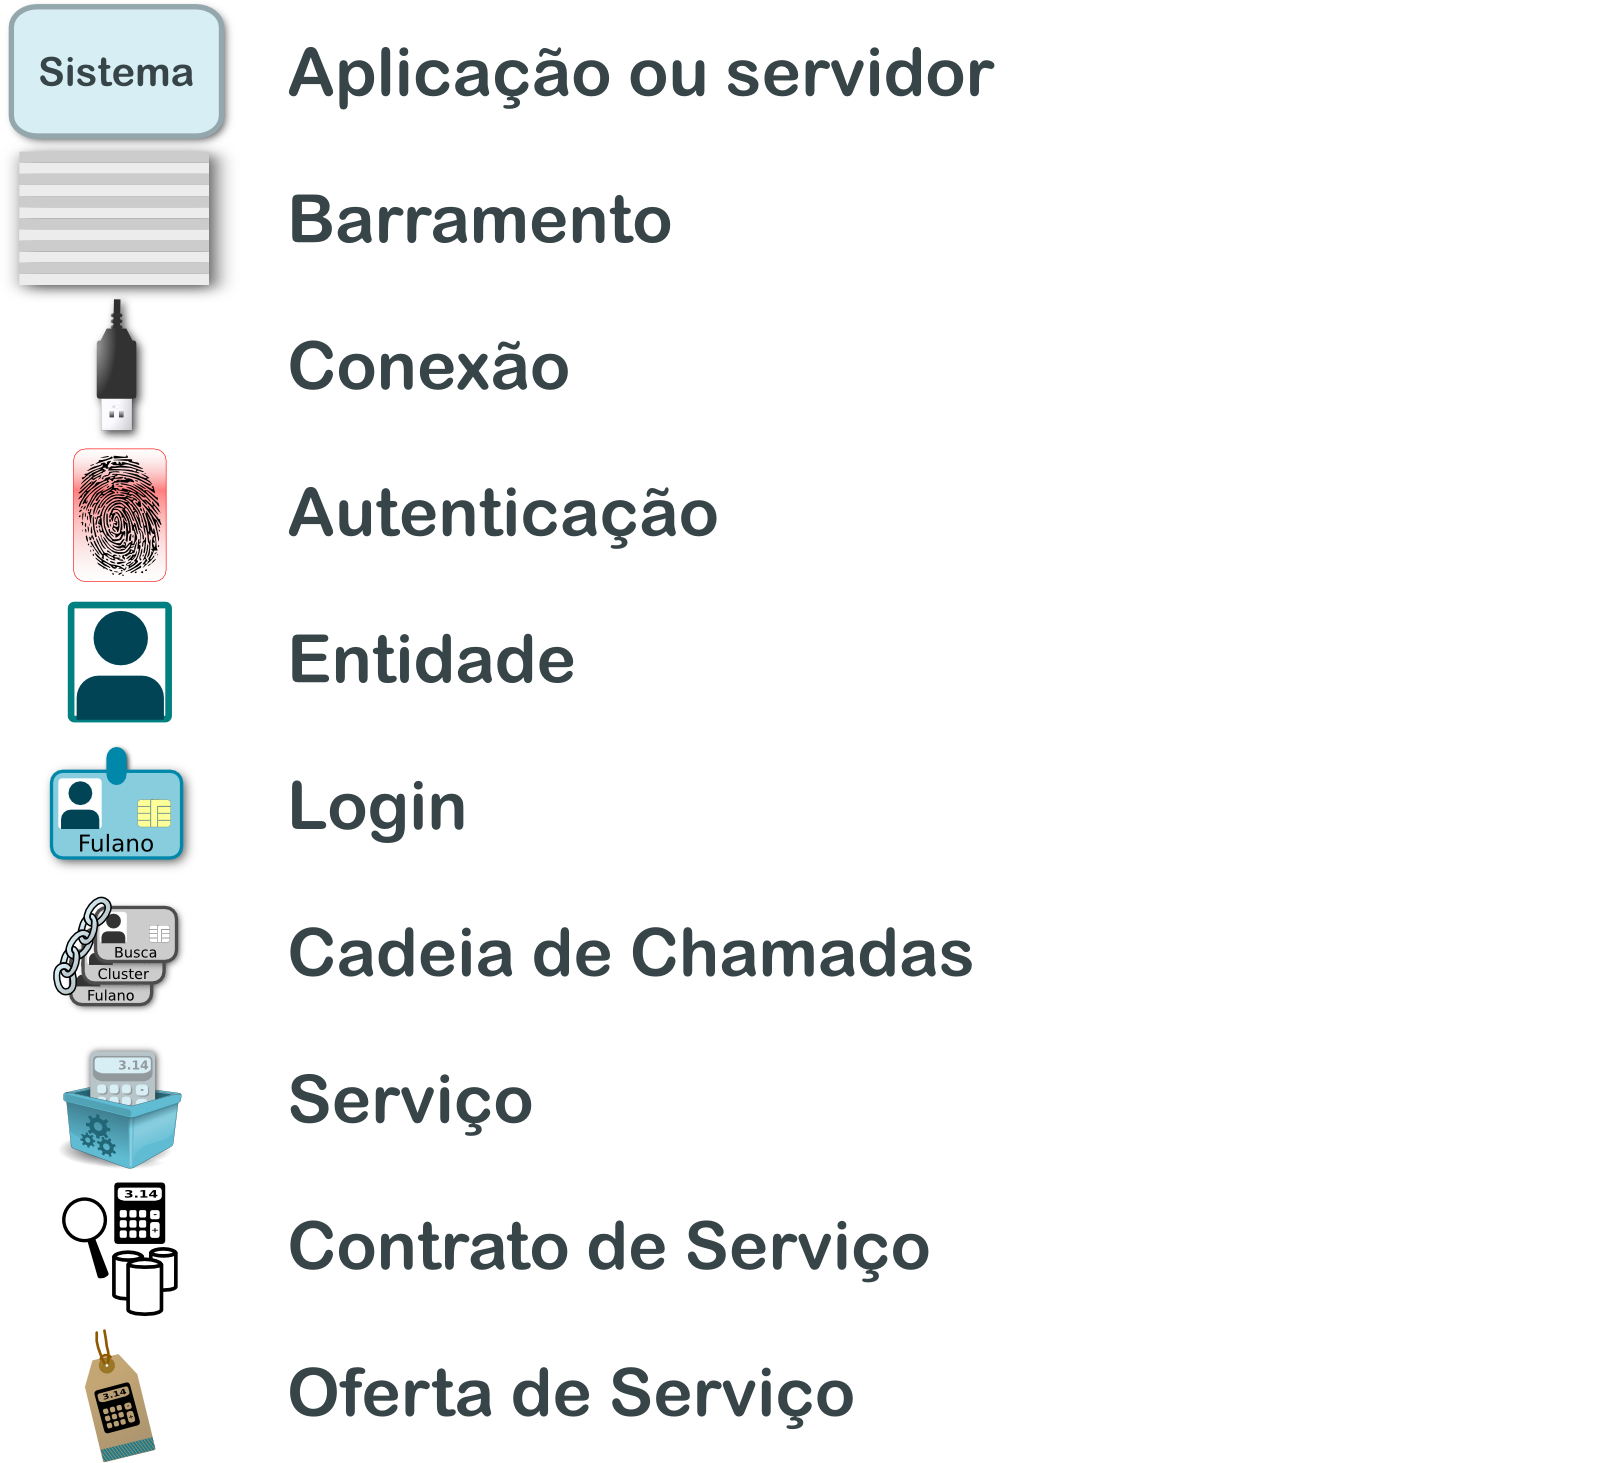 Sistema
Aplicação ou servidor
Barramento
Conexão
Autenticação
Entidade
Fulano
Login
Busca
Cluster
Fulano
Cadeia de Chamadas
3.14
Serviço
3.14
Contrato de Serviço
3.14
Oferta de Serviço